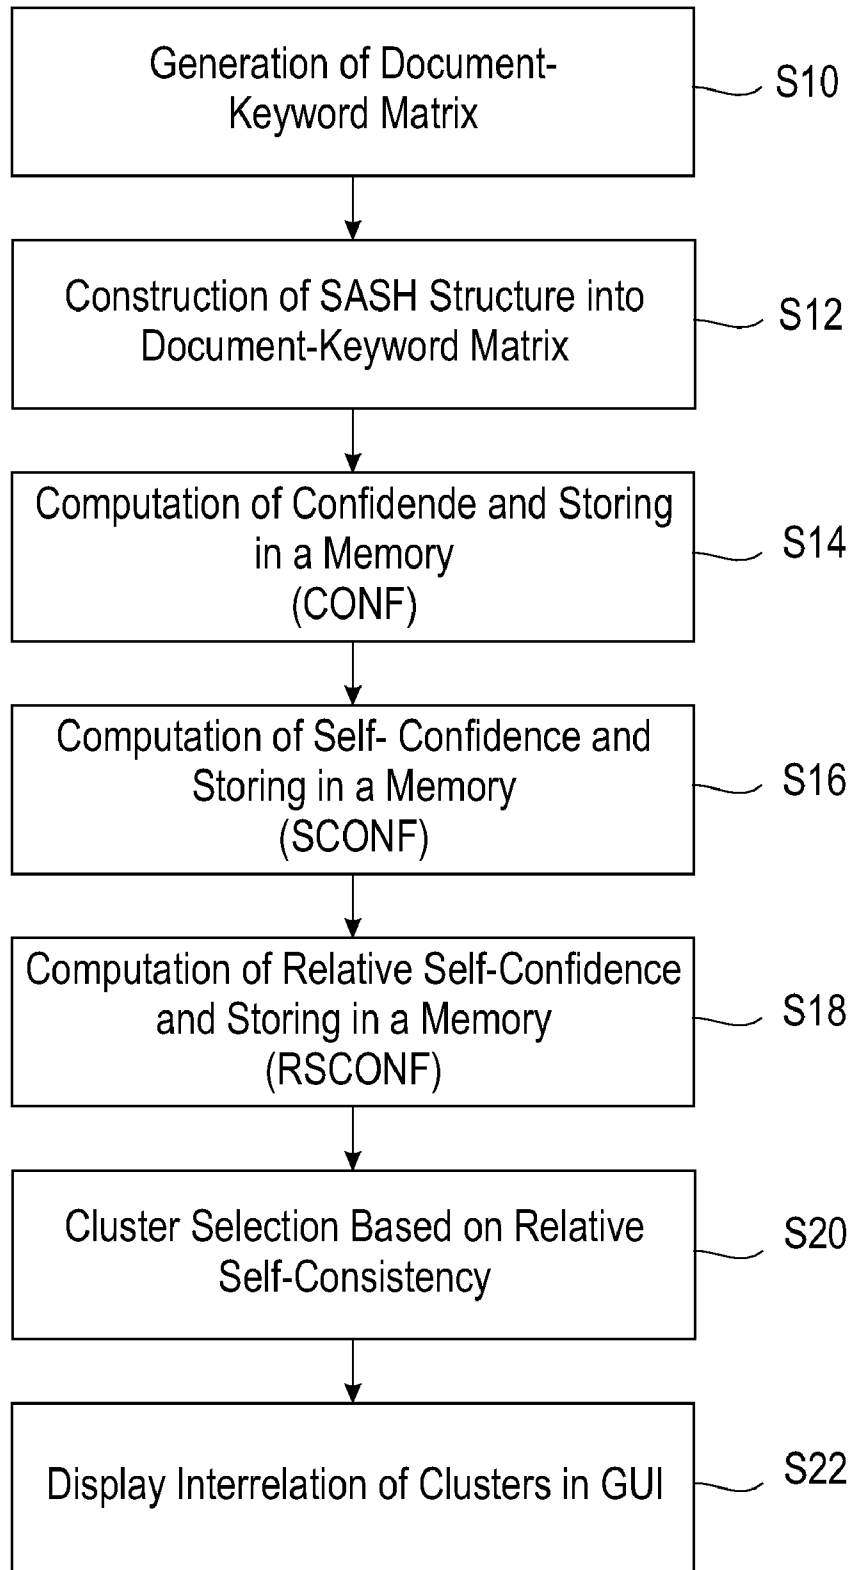 Generation of Document-
Keyword Matrix
S10
Construction of SASH Structure into
Document-Keyword Matrix
S12
Computation of Confidende and Storing
in a Memory
(CONF)
S14
Computation of Self- Confidence and
Storing in a Memory
(SCONF)
S16
Computation of Relative Self-Confidence
and Storing in a Memory
(RSCONF)
S18
Cluster Selection Based on Relative
Self-Consistency
S20
Display Interrelation of Clusters in GUI
S22